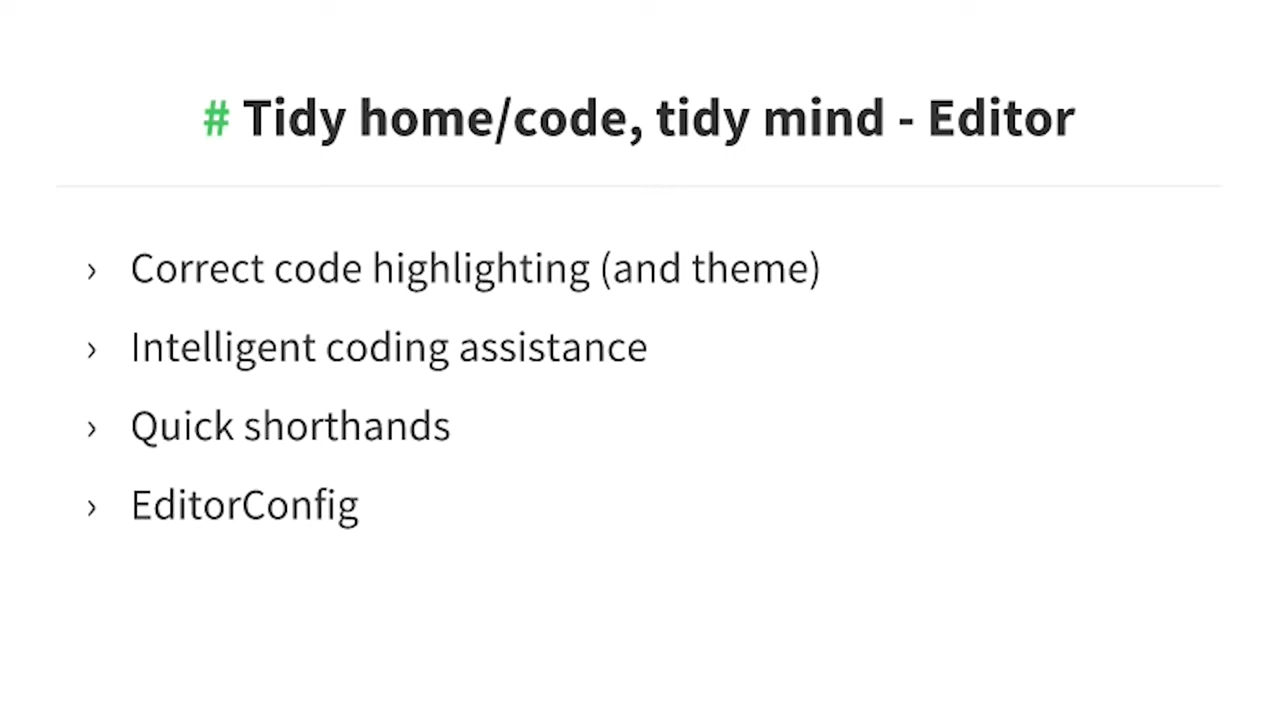 # Tidy home/code, tidy mind - Editor
› Correct code highlighting (and theme)
› Intelligent coding assistance
› Quick shorthands
› EditorConfig